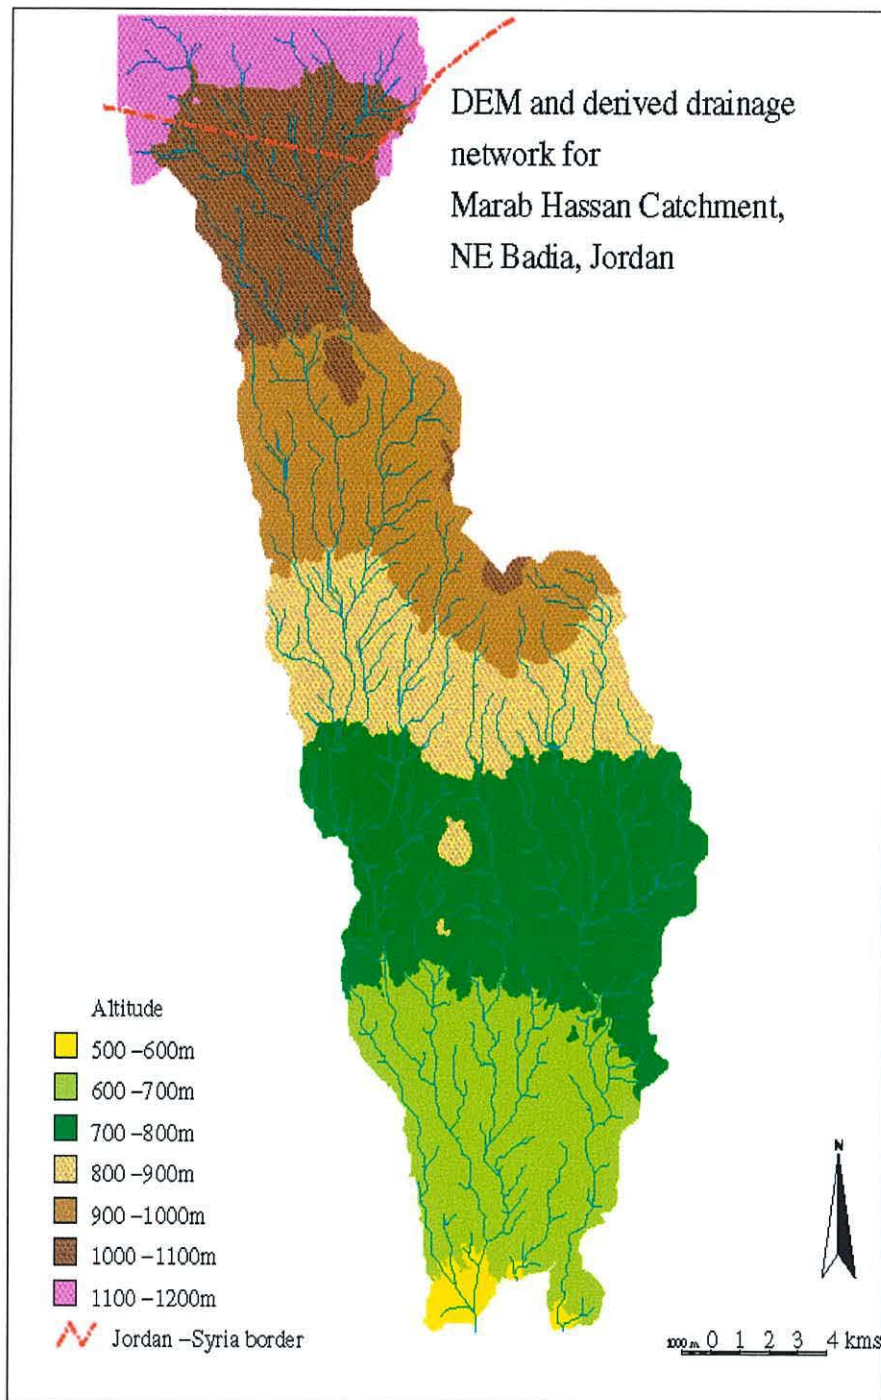 DEM and derived drainage
network for
Marab Hassan Catchment,
NE Badia, Jordan
Altitude
500 –600m
600 –700m
700 –800m
800 –900m
900 –1000m
1000 –1100m
1100 –1200m
Jordan –Syria border
N
1000 m 0 1 2 3 4 kms